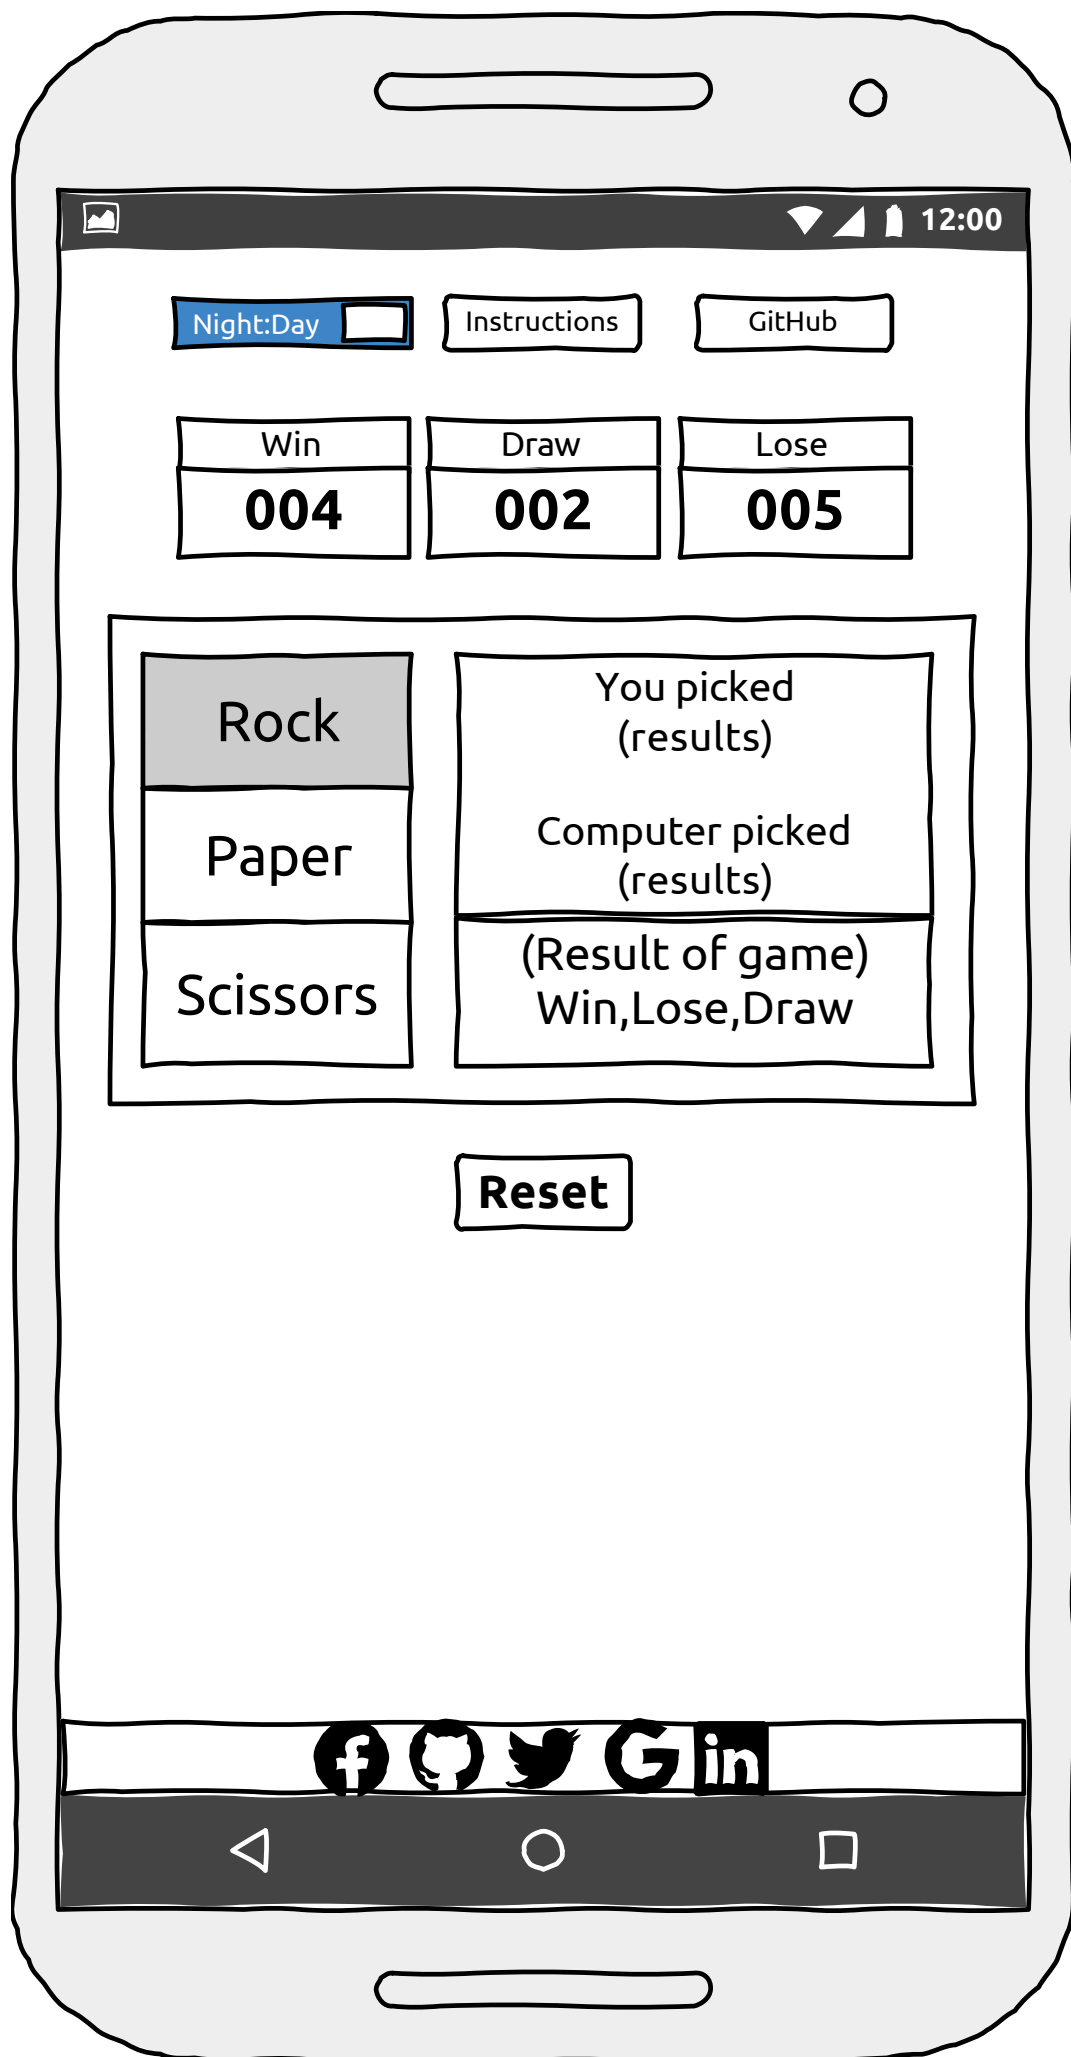 12:00
Night:Day
Instructions
GitHub
Win
Draw
Lose
004
002
005
Rock
Paper
Scissors
You picked
(results)
Computer picked
(results)
(Result of game)
Win,Lose,Draw
Reset
f
G
in